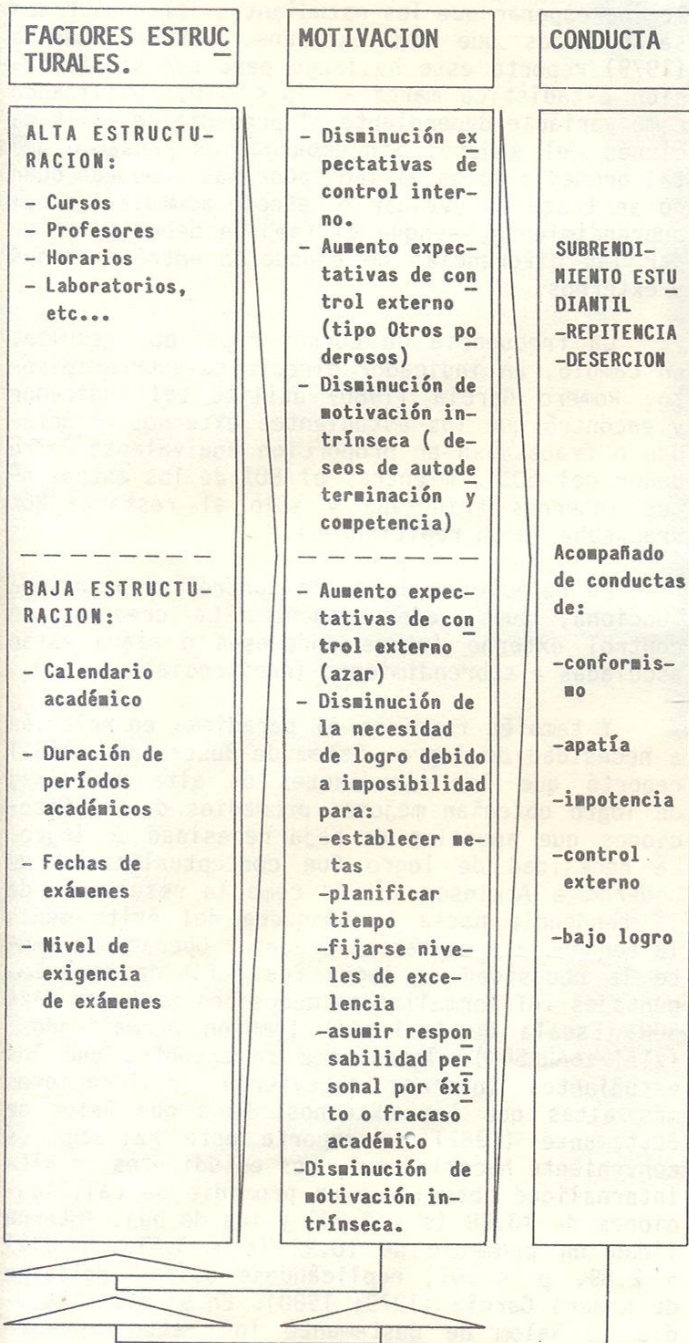 FACTORES ESTRUC
TURALES.
MOTIVACION
CONDUCTA
ALTA ESTRUCTU-
RACION:
- Cursos
- Profesores
- Horarios
- Laboratorios,
etc...
BAJA ESTRUCTU-
RACION:
- Calendario
académico
- Duración de
períodos
académicos
- Fechas de
exámenes
- Nivel de
exigencia
de exámenes
- Disminución ex
pectativas de
control inter-
no.
- Aumento expec-
tativas de con
trol externo
(tipo Otros po
derosos)
- Disminución de
motivación in-
trínseca ( de-
seos de autode
terminación y
competencia)
- Aumento expec-
tativas de con
trol externo
(azar)
- Disminución de
la necesidad
de logro debido
a imposibilidad
para:
-establecer me-
tas
-planificar
tiempo
-fijarse nive-
les de exce-
lencia
-asumir respon
sabilidad per
sonal por éxi
to o fracaso
académico
-Disminución de
motivación in-
trínseca.
SUBRENDI-
MIENTO ESTU
DIANTIL
-REPITENCIA
-DESERCION
Acompañado
de conductas
de:
-conformis-
mo
-apatía
-impotencia
-control
externo
-bajo logro